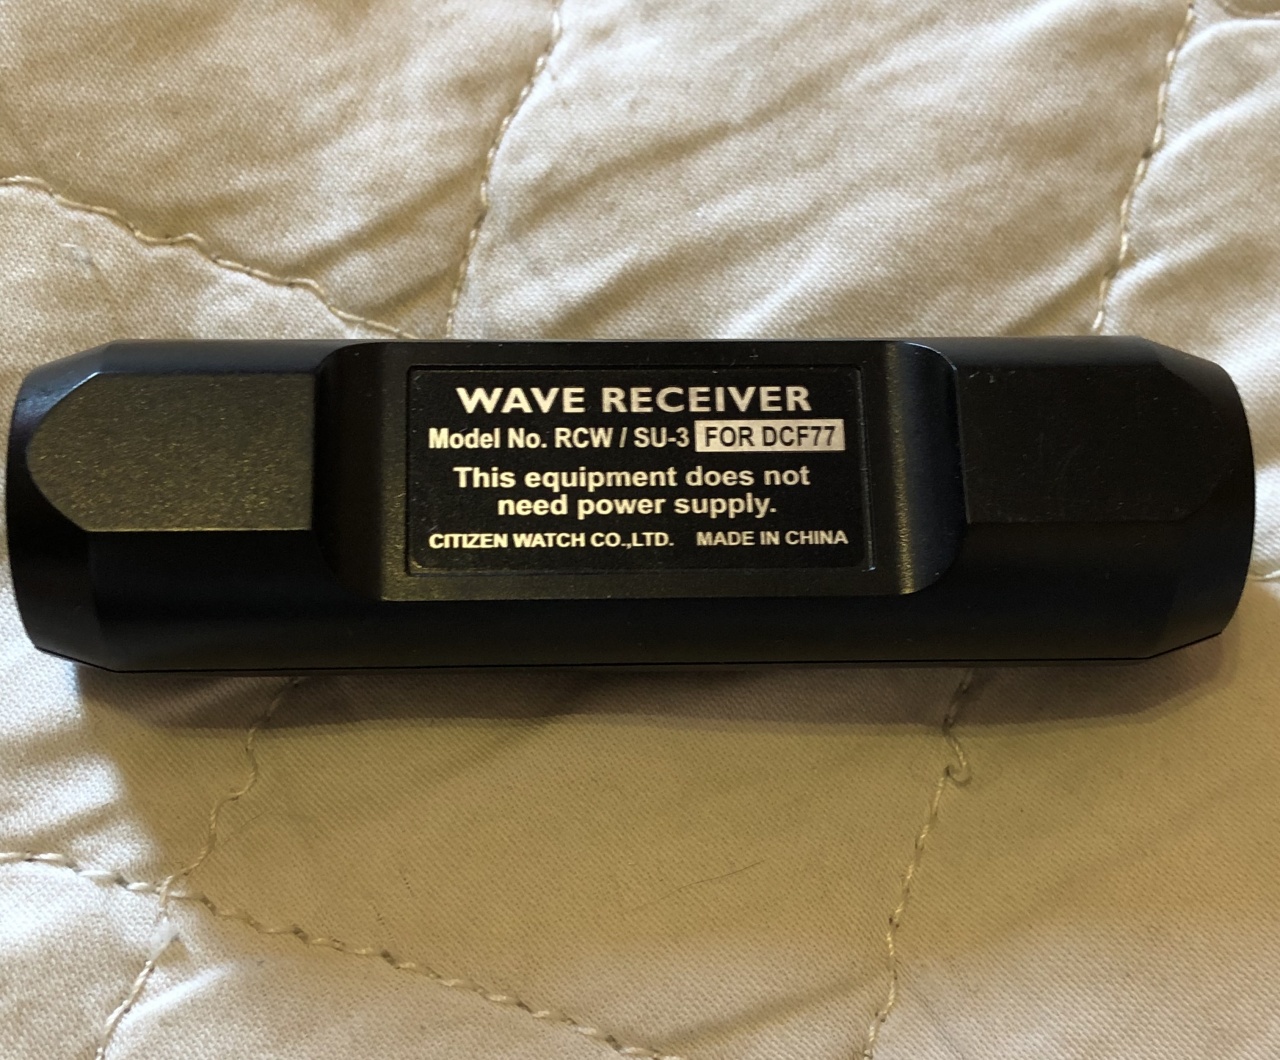 WAVE RECEIVER
Model No. RCW / SU-3 FOR DCF77
This equipment does not
need power supply.
CITIZEN WATCH CO.,LTD. MADE IN CHINA